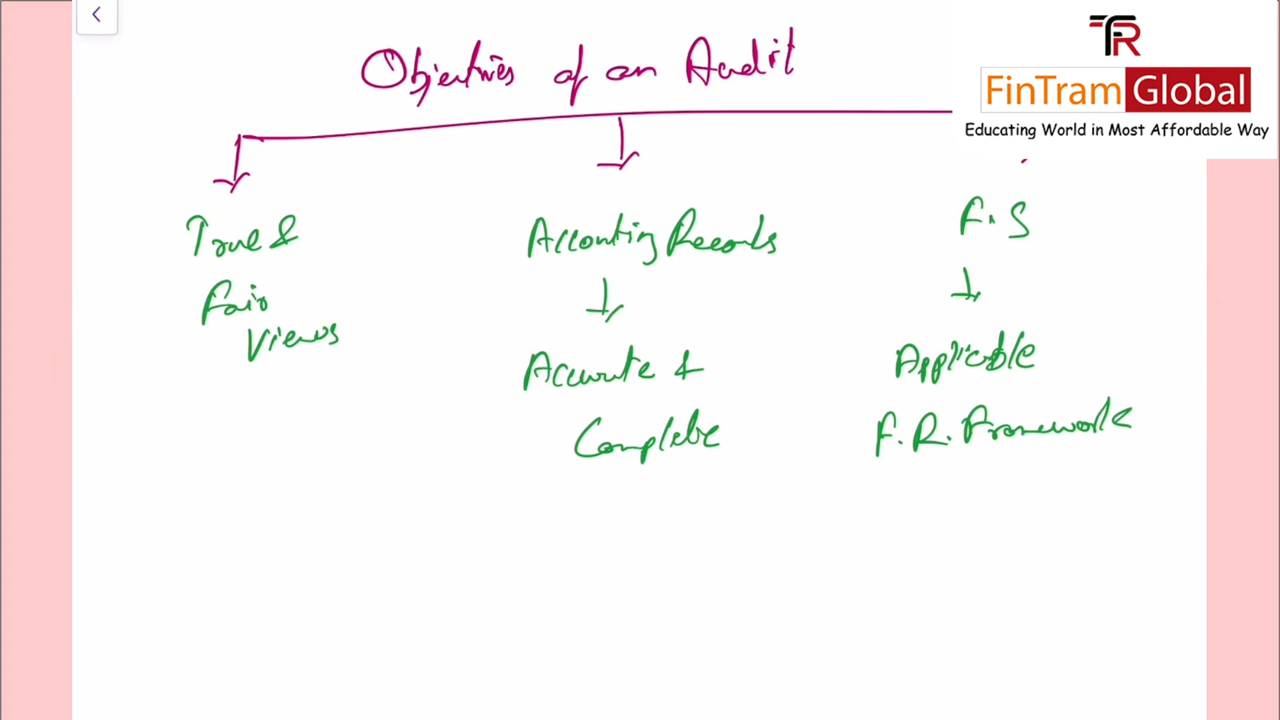 Objectives of an Audit
TR
FinTram Global
Educating World in Most Affordable Way
True &
Fair
Views
Accounting Records
Accurate &
Complete
F.S
Applicable
F.R. Framework